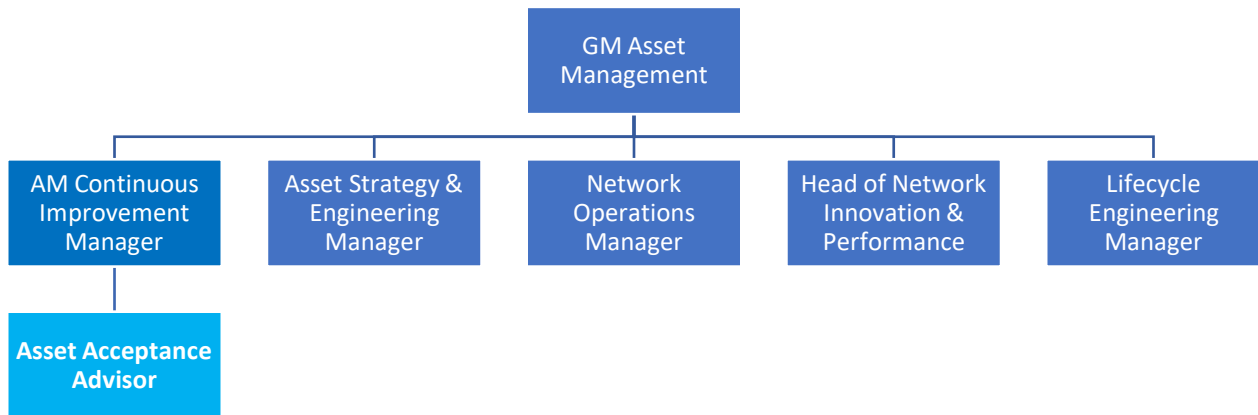 GM Asset
Management
AM Continuous
Improvement
Manager
Asset Strategy &
Engineering
Manager
Network
Operations
Manager
Head of Network
Innovation &
Performance
Lifecycle
Engineering
Manager
Asset Acceptance
Advisor